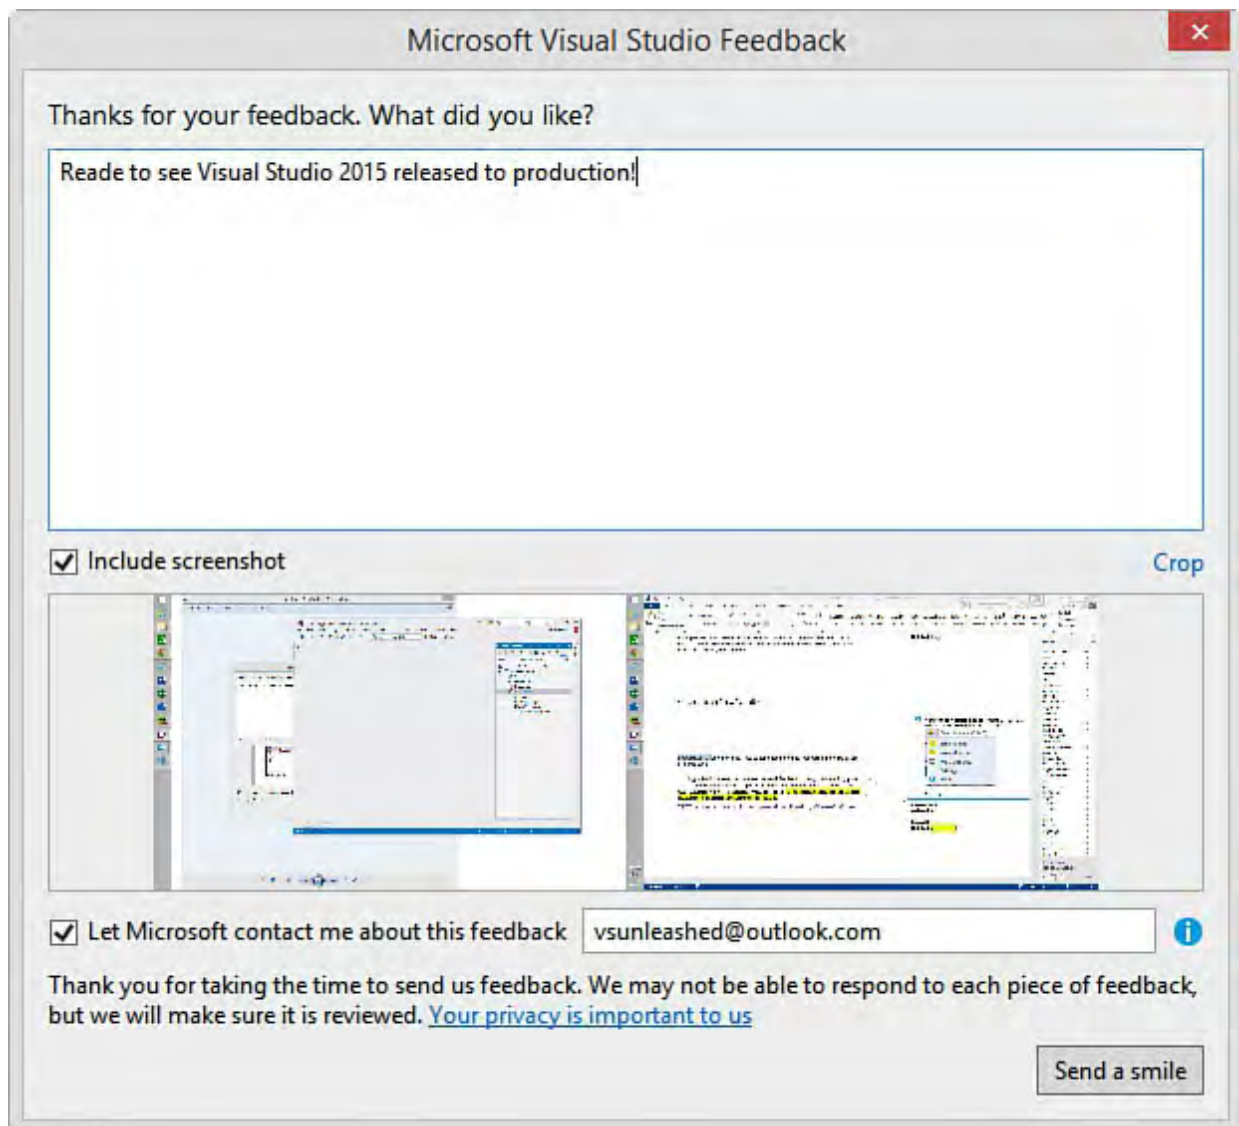 Microsoft Visual Studio Feedback
Thanks for your feedback. What did you like?
Reade to see Visual Studio 2015 released to production!
Include screenshot
Crop
Let Microsoft contact me about this feedback
vsunleashed@outlook.com
Thank you for taking the time to send us feedback. We may not be able to respond to each piece of feedback,
but we will make sure it is reviewed. Your privacy is important to us
Send a smile